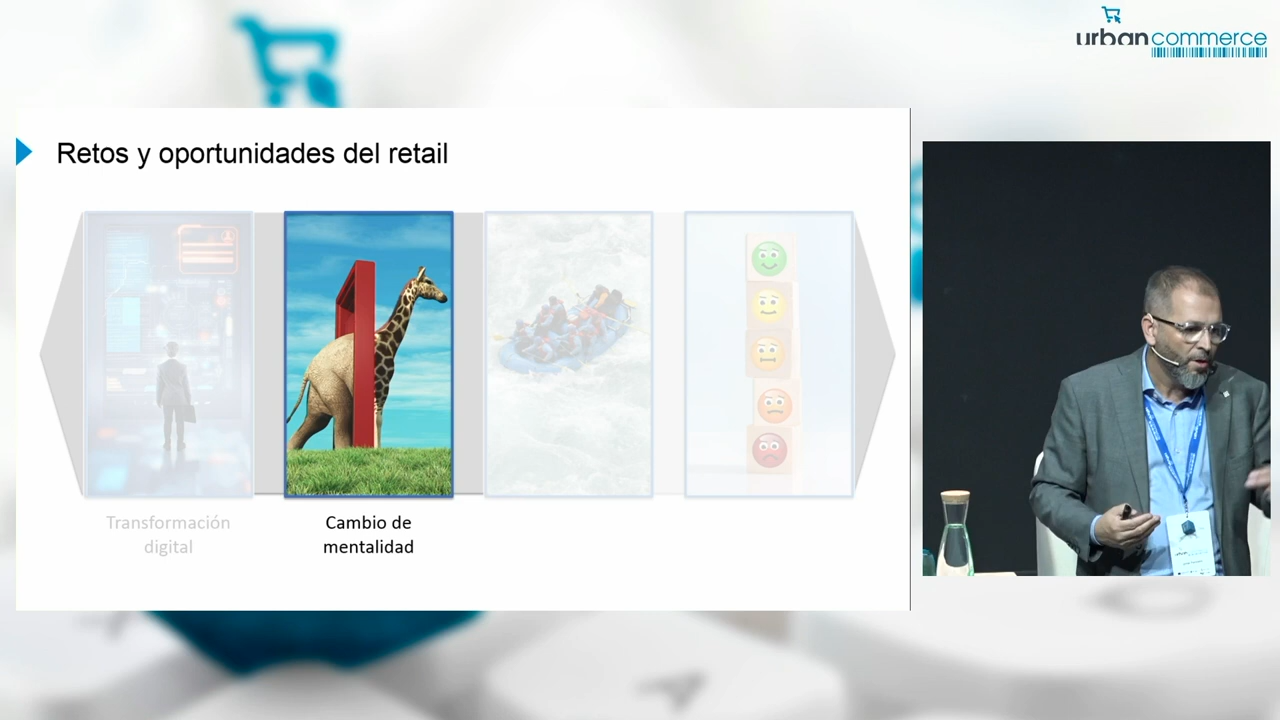 urbancommerce
Retos y oportunidades del retail
Transformación
digital
Cambio de
mentalidad